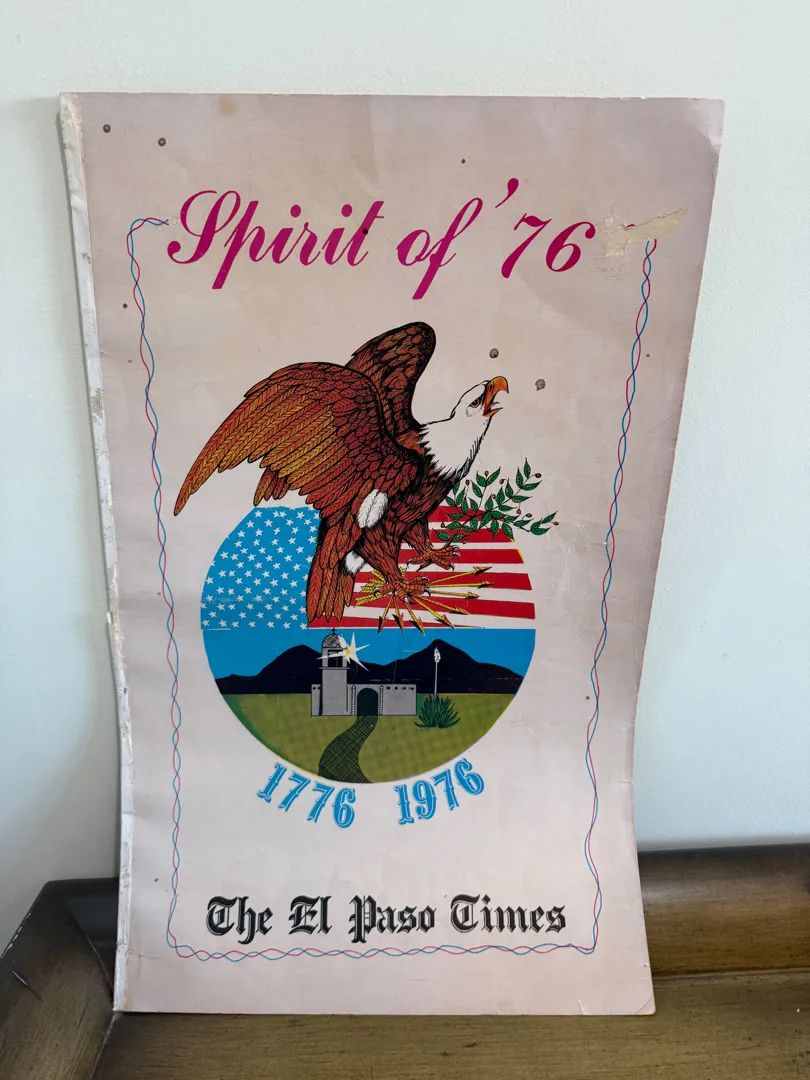 Spirit of '76
1776 1976
The El Paso Times